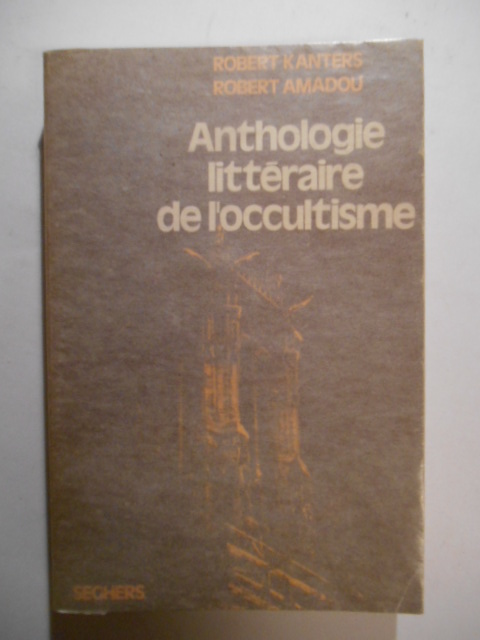 ROBERT KANTERS
ROBERT AMADOU
Anthologie
littéraire
de l'occultisme
SEGHERS